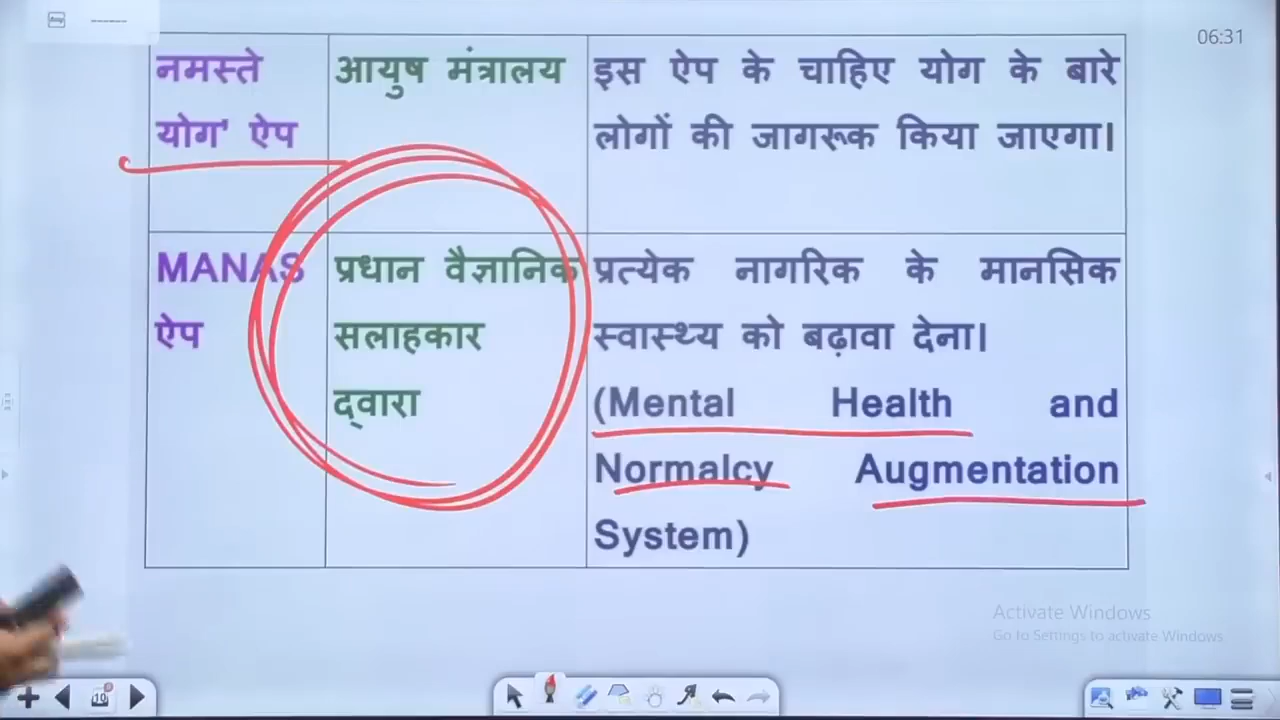 06:31
नमस्ते
योग' ऐप
आयुष मंत्रालय
इस ऐप के चाहिए योग के बारे
लोगों की जागरूक किया जाएगा।
MANAS
ऐप
प्रधान वैज्ञानिक
सलाहकार
द्वारा
प्रत्येक नागरिक के मानसिक
स्वास्थ्य को बढ़ावा देना।
(Mental Health and
Normalcy Augmentation
System)
Activate Windows
Go to Settings to activate Windows.
10